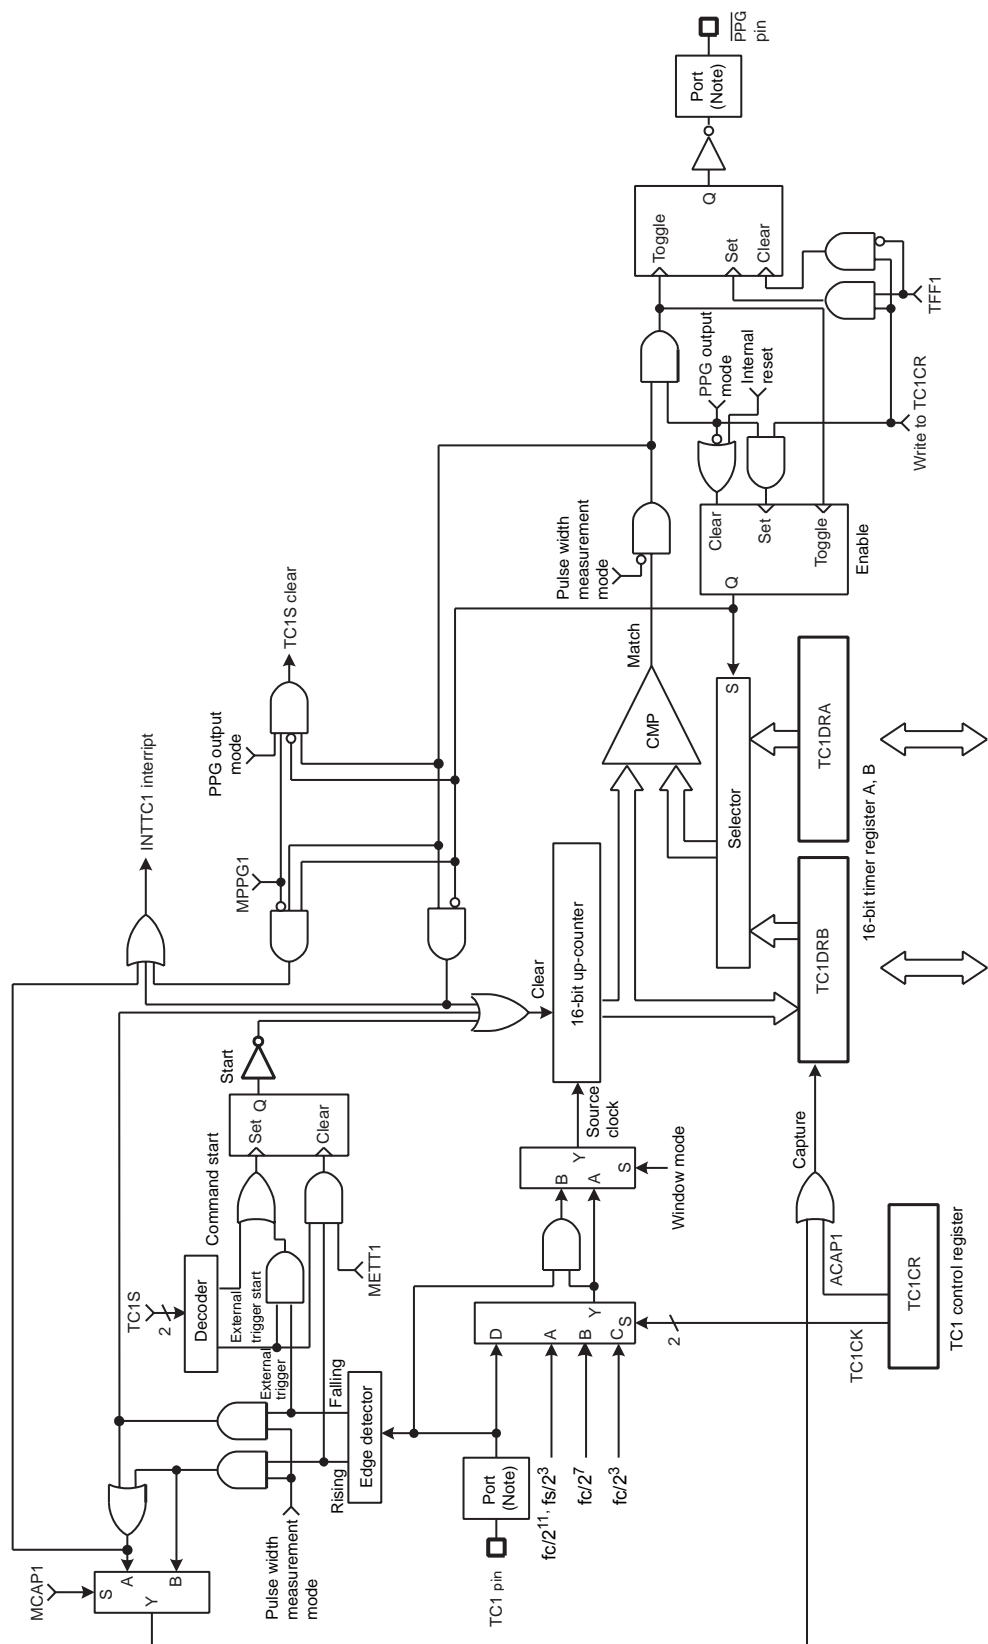 MCAP1
S
A
B
Y
Pulse width
measurement
mode
TC1S
2
Decoder
External
trigger start
External
trigger
Command start
Rising
Falling
Edge detector
METT1
Set
Clear
Q
Start
INTTC1 interript
MPPG1
PPG output
mode
TC1S clear
TC1 pin
Port
(Note)
fc/2¹¹, fs/2³
fc/2⁷
fc/2³
D
A
B
C
S
Y
B
A
S
Y
Window mode
Source
clock
Clear
16-bit up-counter
CMP
Match
Pulse width
measurement
mode
Selector
S
Q
Clear
Set
Toggle
Enable
PPG output
mode
Internal
reset
Write to TC1CR
TFF1
Toggle
Set
Clear
Q
Port
(Note)
PPG
pin
2
TC1CK
ACAP1
Capture
TC1CR
TC1 control register
TC1DRB
TC1DRA
16-bit timer register A, B